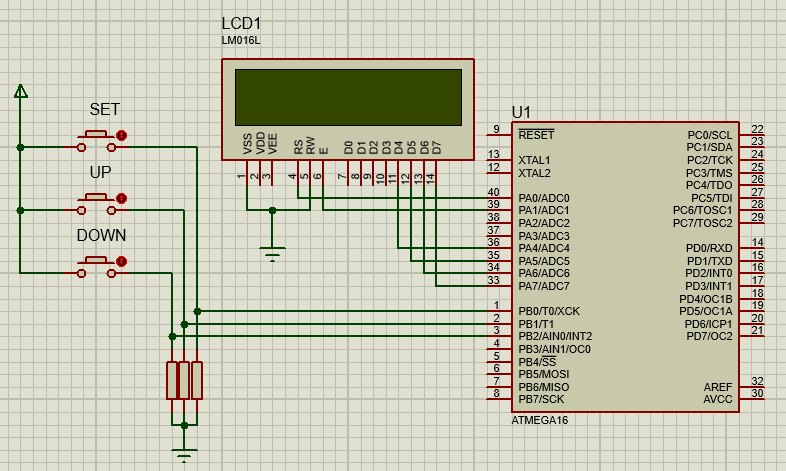 LCD1
LM016L
SET
UP
DOWN
VSS VDD VEE RS RW E D0 D1 D2 D3 D4 D5 D6 D7
1 2 3 4 5 6 7 8 9 10 11 12 13 14
U1
9 RESET PC0/SCL 22
PC1/SDA 23
13 XTAL1 PC2/TCK 24
12 XTAL2 PC3/TMS 25
PC4/TDO 26
40 PA0/ADC0 PC5/TDI 27
39 PA1/ADC1 PC6/TOSC1 28
38 PA2/ADC2 PC7/TOSC2 29
37 PA3/ADC3
36 PA4/ADC4 PD0/RXD 14
35 PA5/ADC5 PD1/TXD 15
34 PA6/ADC6 PD2/INT0 16
33 PA7/ADC7 PD3/INT1 17
PD4/OC1B 18
1 PB0/T0/XCK PD5/OC1A 19
2 PB1/T1 PD6/ICP1 20
3 PB2/AIN0/INT2 PD7/OC2 21
4 PB3/AIN1/OC0
5 PB4/SS
6 PB5/MOSI
7 PB6/MISO AREF 32
8 PB7/SCK AVCC 30
ATMEGA16